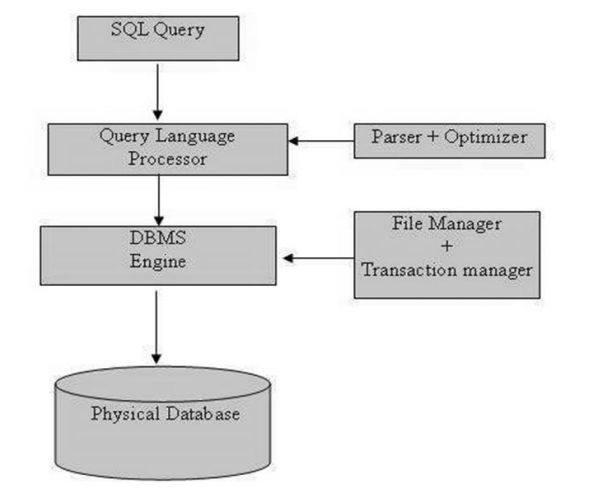 SQL Query
Query Language
Processor
Parser + Optimizer
DBMS
Engine
File Manager
+
Transaction manager
Physical Database